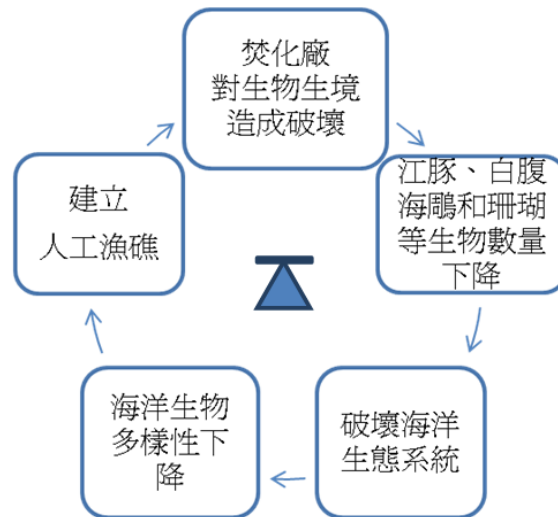 焚化廠
對生物生境
造成破壞
江豚、白腹
海鵰和珊瑚
等生物數量
下降
破壞海洋
生態系統
海洋生物
多樣性下
降
建立
人工漁礁